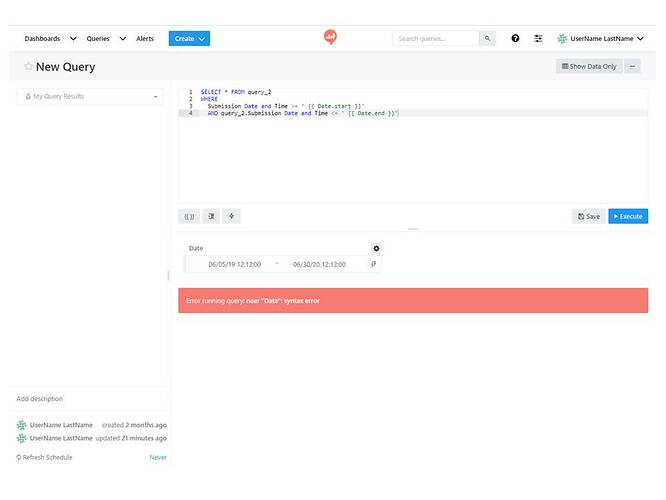 Dashboards Queries Alerts Create Search queries... UserName LastName
New Query Show Data Only
My Query Results
1 SELECT * FROM query_2
2 WHERE
3 Submission Date and Time >= " {{ Date.start }}"
4 AND query_2.Submission Date and Time <= " {{ Date.end }}"
{{ }} Save Execute
Date
06/05/19 12:12:00 ~ 06/30/20 12:12:00
Error running query: near "Date": syntax error
Add description
UserName LastName created 2 months ago
UserName LastName updated 21 minutes ago
Refresh Schedule Never